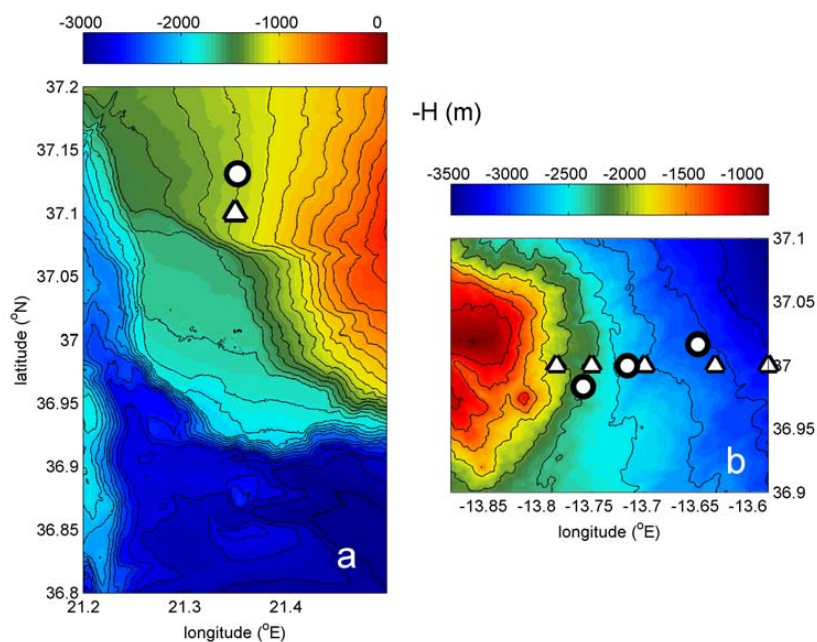 -3000 -2000 -1000 0
37.2
37.15
37.1
37.05
37
36.95
36.9
36.85
36.8
latitude (°N)
21.2 21.3 21.4
longitude (°E)
a
-H (m)
-3500 -3000 -2500 -2000 -1500 -1000
37.1
37.05
37
36.95
36.9
b
-13.85 -13.8 -13.75 -13.7 -13.65 -13.6
longitude (°E)